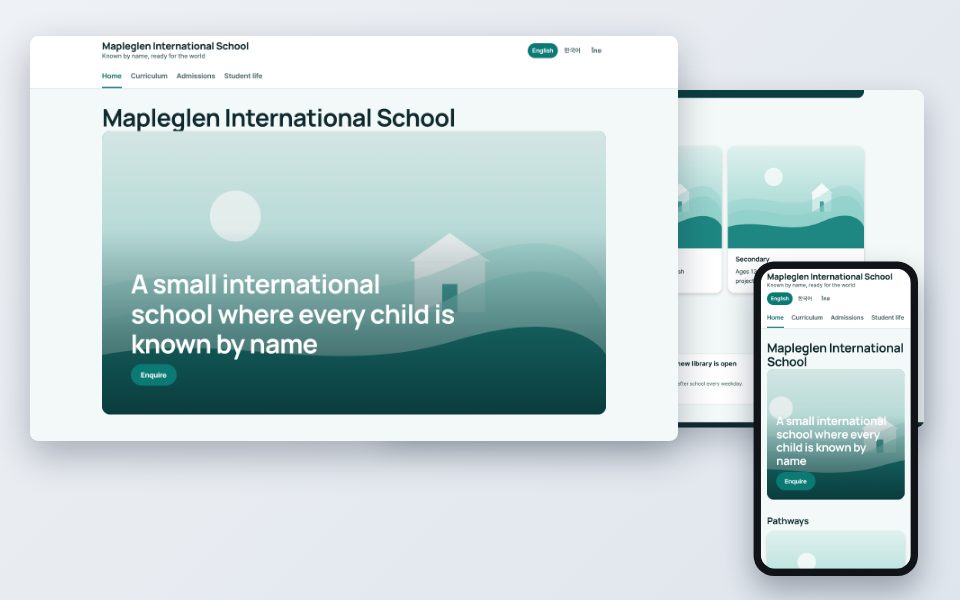 Mapleglen International School
Known by name, ready for the world
English 한국어 ไทย
Home Curriculum Admissions Student life
Mapleglen International School
A small international
school where every child is
known by name
Enquire
Secondary
Ages
project
new library is open
after school every weekday.
Mapleglen International School
Known by name, ready for the world
English 한국어 ไทย
Home Curriculum Admissions Student life
Mapleglen International
School
A small international
school where every
child is known by
name
Enquire
Pathways